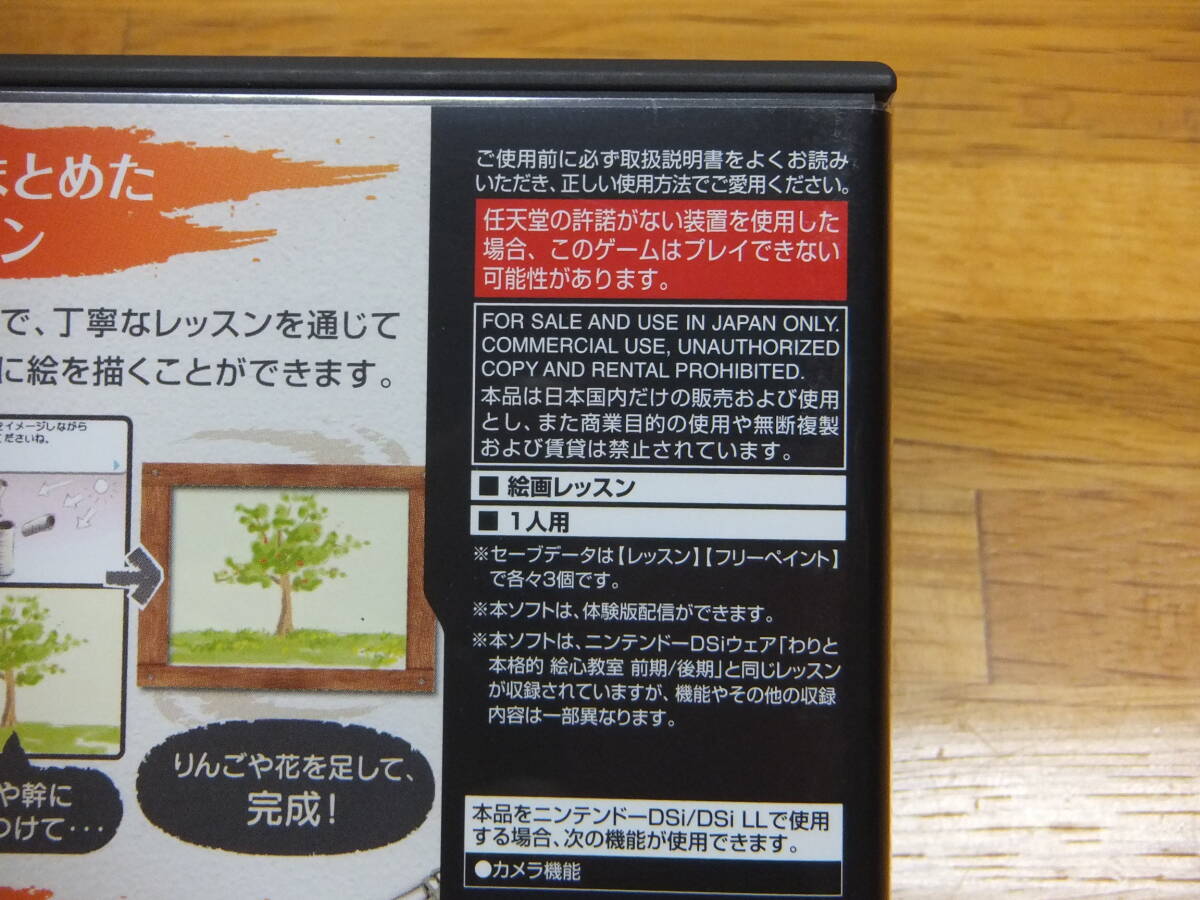 まとめた
ン
で、丁寧なレッスンを通じて
に絵を描くことができます。
をイメージしながら
ださいね。
りんごや花を足して、
完成！
や幹に
つけて・・・
ご使用前に必ず取扱説明書をよくお読み
いただき、正しい使用方法でご愛用ください。
任天堂の許諾がない装置を使用した
場合、このゲームはプレイできない
可能性があります。
FOR SALE AND USE IN JAPAN ONLY.
COMMERCIAL USE, UNAUTHORIZED
COPY AND RENTAL PROHIBITED.
本品は日本国内だけの販売および使用
とし、また商業目的の使用や無断複製
および賃貸は禁止されています。
■ 絵画レッスン
■ 1人用
※セーブデータは【レッスン】【フリーペイント】
で各々3個です。
※本ソフトは、体験版配信ができます。
※本ソフトは、ニンテンドーDSiウェア「わりと
本格的 絵心教室 前期/後期」と同じレッスン
が収録されていますが、機能やその他の収録
内容は一部異なります。
本品をニンテンドーDSi/DSi LLで使用
する場合、次の機能が使用できます。
●カメラ機能